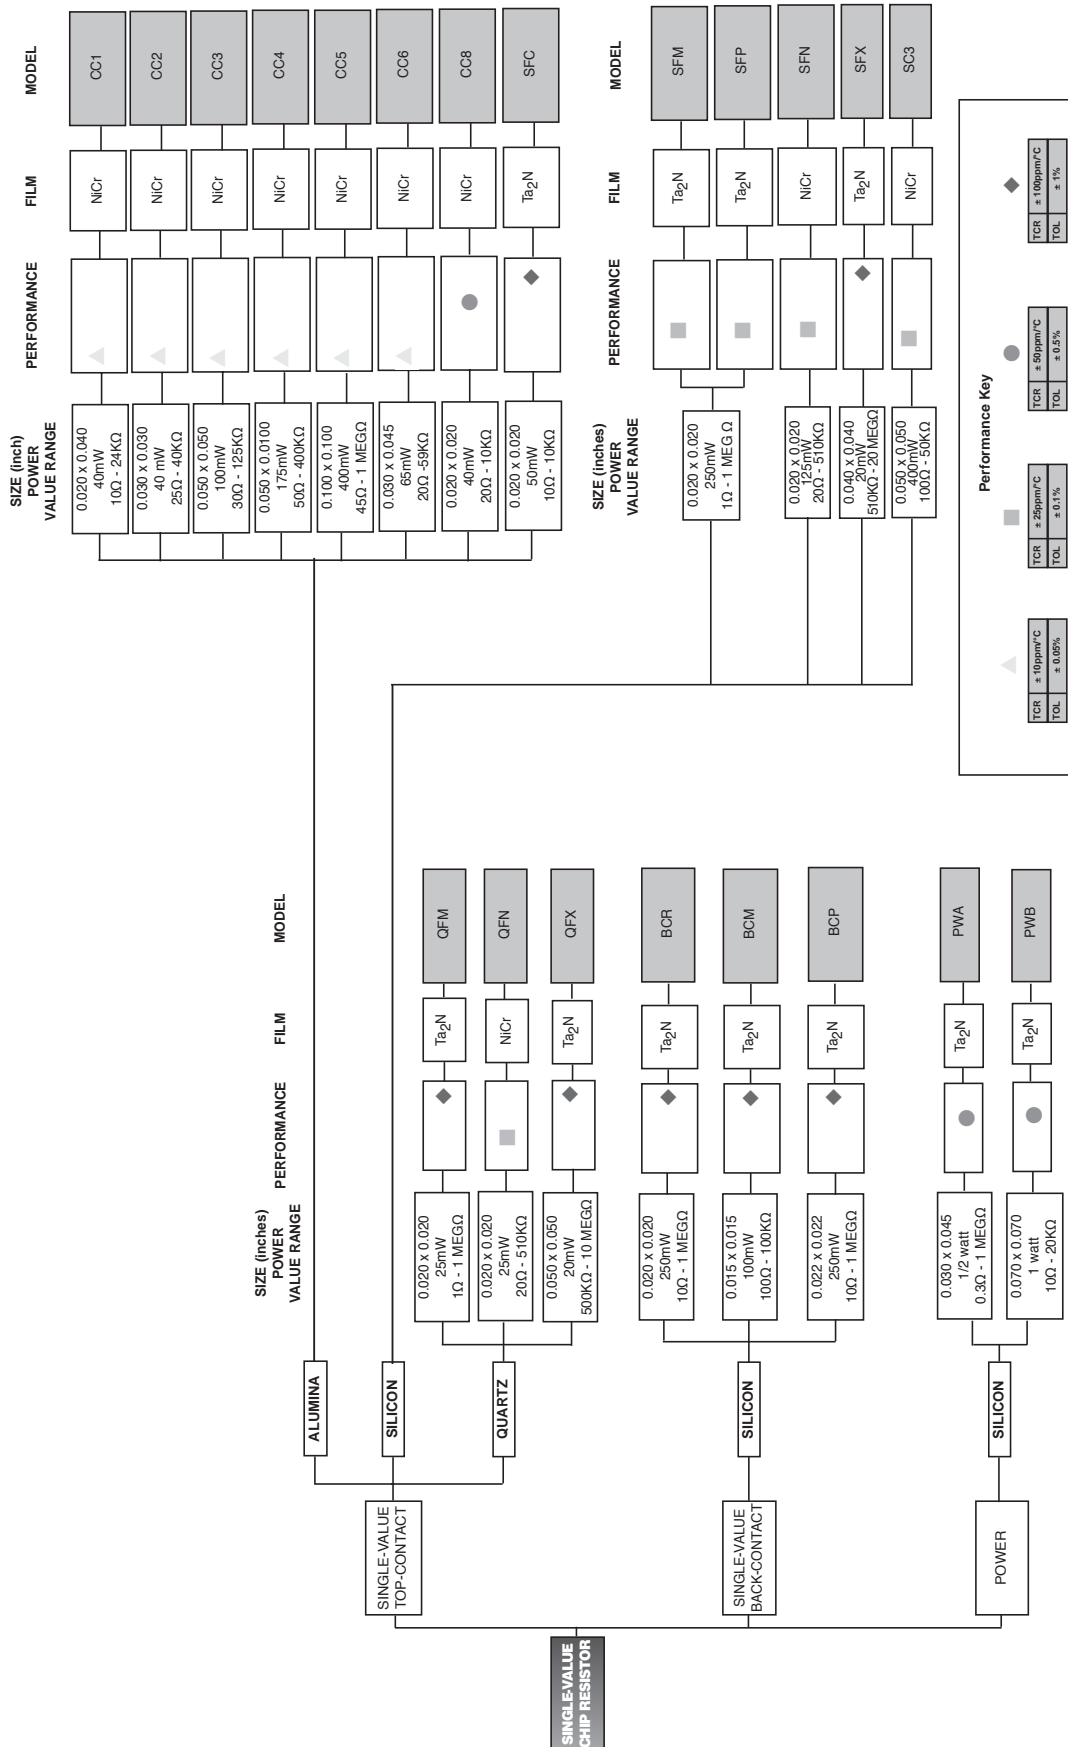 SINGLE-VALUE
CHIP RESISTOR
SINGLE-VALUE
TOP-CONTACT
ALUMINA
SIZE (inch)
POWER
VALUE RANGE
PERFORMANCE
FILM
MODEL
0.020 x 0.040
40mW
10Ω - 24KΩ
NiCr
CC1
0.030 x 0.030
40 mW
25Ω - 40KΩ
NiCr
CC2
0.050 x 0.050
100mW
30Ω - 125KΩ
NiCr
CC3
0.050 x 0.0100
175mW
50Ω - 400KΩ
NiCr
CC4
0.100 x 0.100
400mW
45Ω - 1 MEGΩ
NiCr
CC5
0.030 x 0.045
65mW
20Ω -59KΩ
NiCr
CC6
0.020 x 0.020
40mW
20Ω - 10KΩ
NiCr
CC8
0.020 x 0.020
50mW
10Ω - 10KΩ
Ta2N
SFC
SILICON
SIZE (inches)
POWER
VALUE RANGE
PERFORMANCE
FILM
MODEL
0.020 x 0.020
250mW
1Ω - 1 MEG Ω
Ta2N
SFM
Ta2N
SFP
0.020 x 0.020
125mW
20Ω - 510KΩ
NiCr
SFN
0.040 x 0.040
20mW
510KΩ - 20 MEGΩ
Ta2N
SFX
0.050 x 0.050
400mW
100Ω - 50KΩ
NiCr
SC3
QUARTZ
SIZE (inches)
POWER
VALUE RANGE
PERFORMANCE
FILM
MODEL
0.020 x 0.020
25mW
1Ω - 1 MEGΩ
Ta2N
QFM
0.020 x 0.020
25mW
20Ω - 510KΩ
NiCr
QFN
0.050 x 0.050
20mW
500KΩ - 10 MEGΩ
Ta2N
QFX
SINGLE-VALUE
BACK-CONTACT
SILICON
0.020 x 0.020
250mW
10Ω - 1 MEGΩ
Ta2N
BCR
0.015 x 0.015
100mW
100Ω - 100KΩ
Ta2N
BCM
0.022 x 0.022
250mW
10Ω - 1 MEGΩ
Ta2N
BCP
POWER
SILICON
0.030 x 0.045
1/2 watt
0.3Ω - 1 MEGΩ
Ta2N
PWA
0.070 x 0.070
1 watt
10Ω - 20KΩ
Ta2N
PWB
Performance Key
TCR ± 10ppm/°C
TOL ± 0.05%
TCR ± 25ppm/°C
TOL ± 0.1%
TCR ± 50ppm/°C
TOL ± 0.5%
TCR ± 100ppm/°C
TOL ± 1%